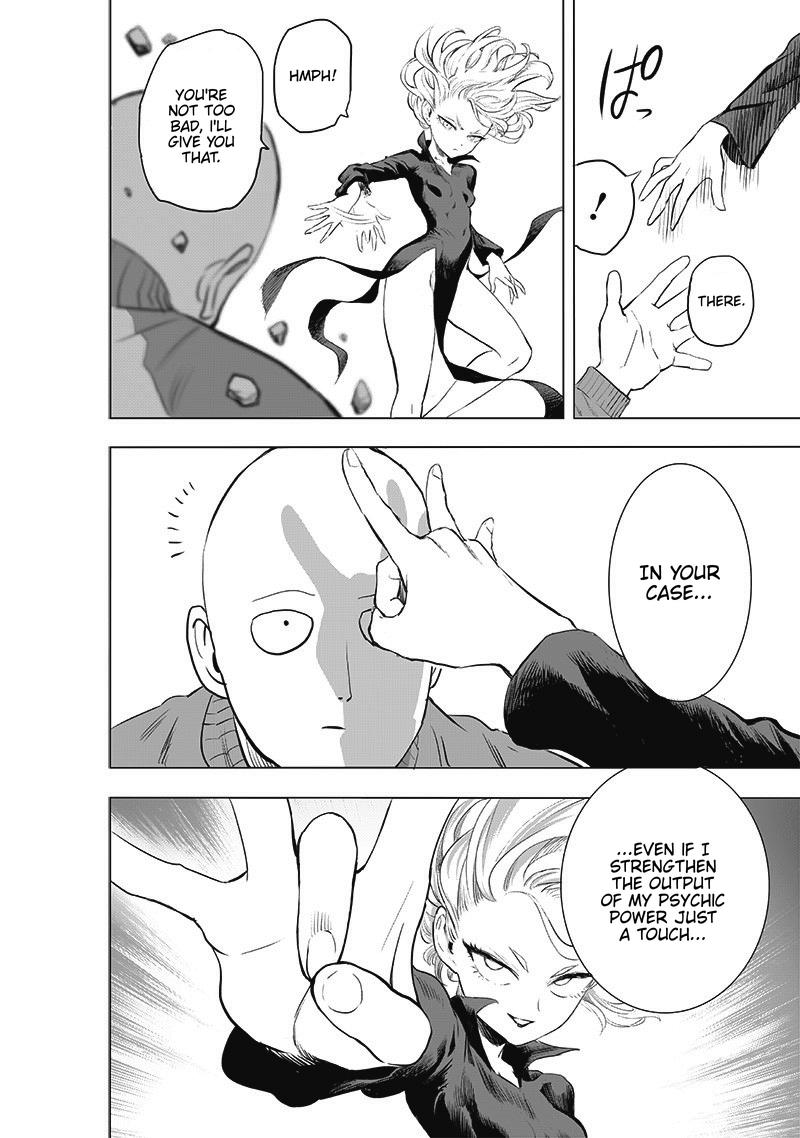 ぱっ
!
THERE.
HMPH!
YOU'RE
NOT TOO
BAD, I'LL
GIVE YOU
THAT.
IN YOUR
CASE...
...EVEN IF I
STRENGTHEN
THE OUTPUT
OF MY PSYCHIC
POWER JUST
A TOUCH...